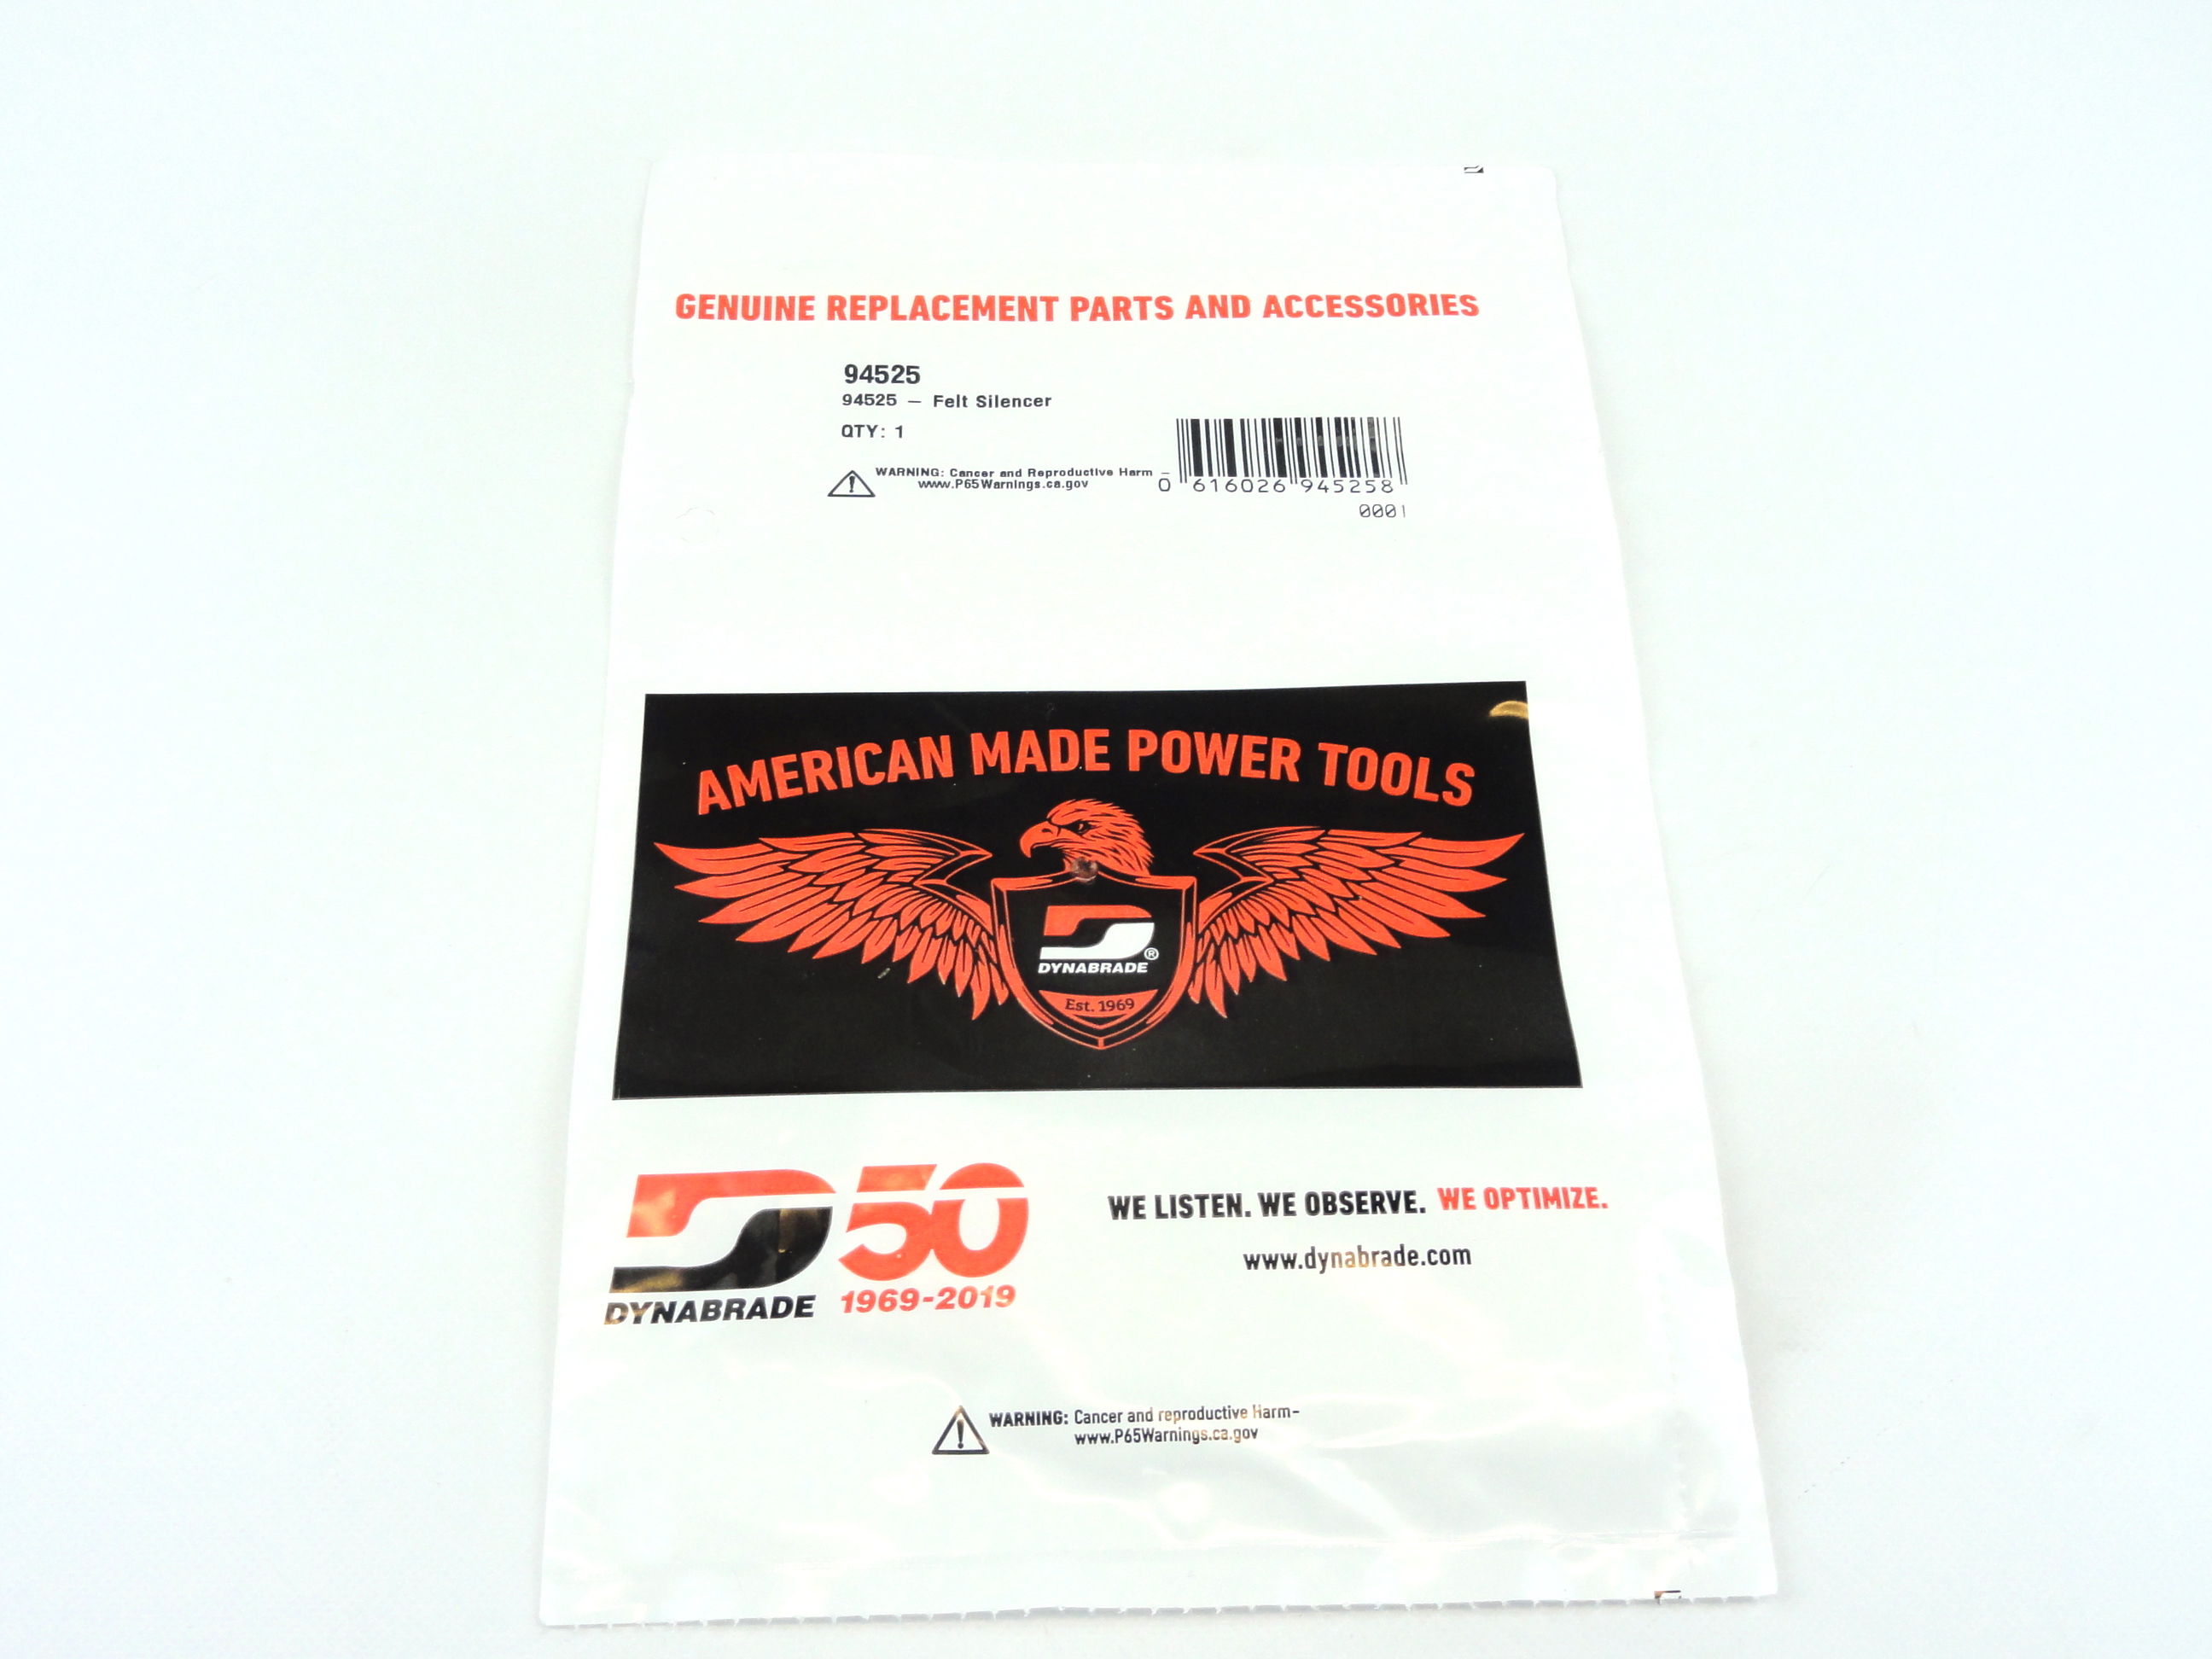 GENUINE REPLACEMENT PARTS AND ACCESSORIES
94525
94525 – Felt Silencer
QTY: 1
WARNING: Cancer and Reproductive Harm –
www.P65Warnings.ca.gov
0 616026 945258
0001
AMERICAN MADE POWER TOOLS
DYNABRADE®
Est. 1969
50
DYNABRADE 1969-2019
WE LISTEN. WE OBSERVE. WE OPTIMIZE.
www.dynabrade.com
WARNING: Cancer and reproductive Harm-
www.P65Warnings.ca.gov